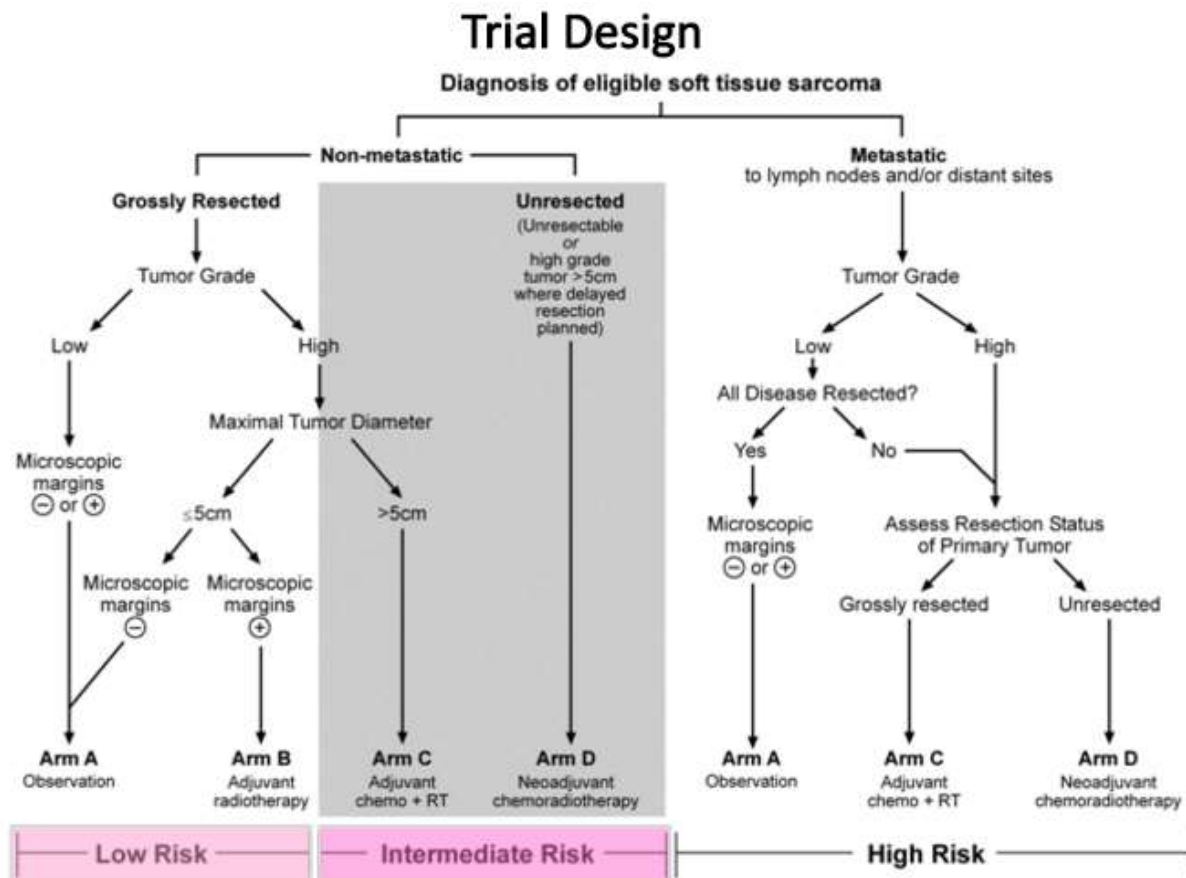 Trial Design
Diagnosis of eligible soft tissue sarcoma
Non-metastatic
Metastatic
to lymph nodes and/or distant sites
Grossly Resected
Unresected
(Unresectable
or
high grade
tumor >5cm
where delayed
resection
planned)
Tumor Grade
Tumor Grade
Low
High
Low
High
All Disease Resected?
Maximal Tumor Diameter
Yes
No
Microscopic
margins
⊖ or ⊕
≤5cm
>5cm
Microscopic
margins
⊖ or ⊕
Assess Resection Status
of Primary Tumor
Microscopic
margins
⊖
Microscopic
margins
⊕
Grossly resected
Unresected
Arm A
Observation
Arm B
Adjuvant
radiotherapy
Arm C
Adjuvant
chemo + RT
Arm D
Neoadjuvant
chemoradiotherapy
Arm A
Observation
Arm C
Adjuvant
chemo + RT
Arm D
Neoadjuvant
chemoradiotherapy
Low Risk
Intermediate Risk
High Risk